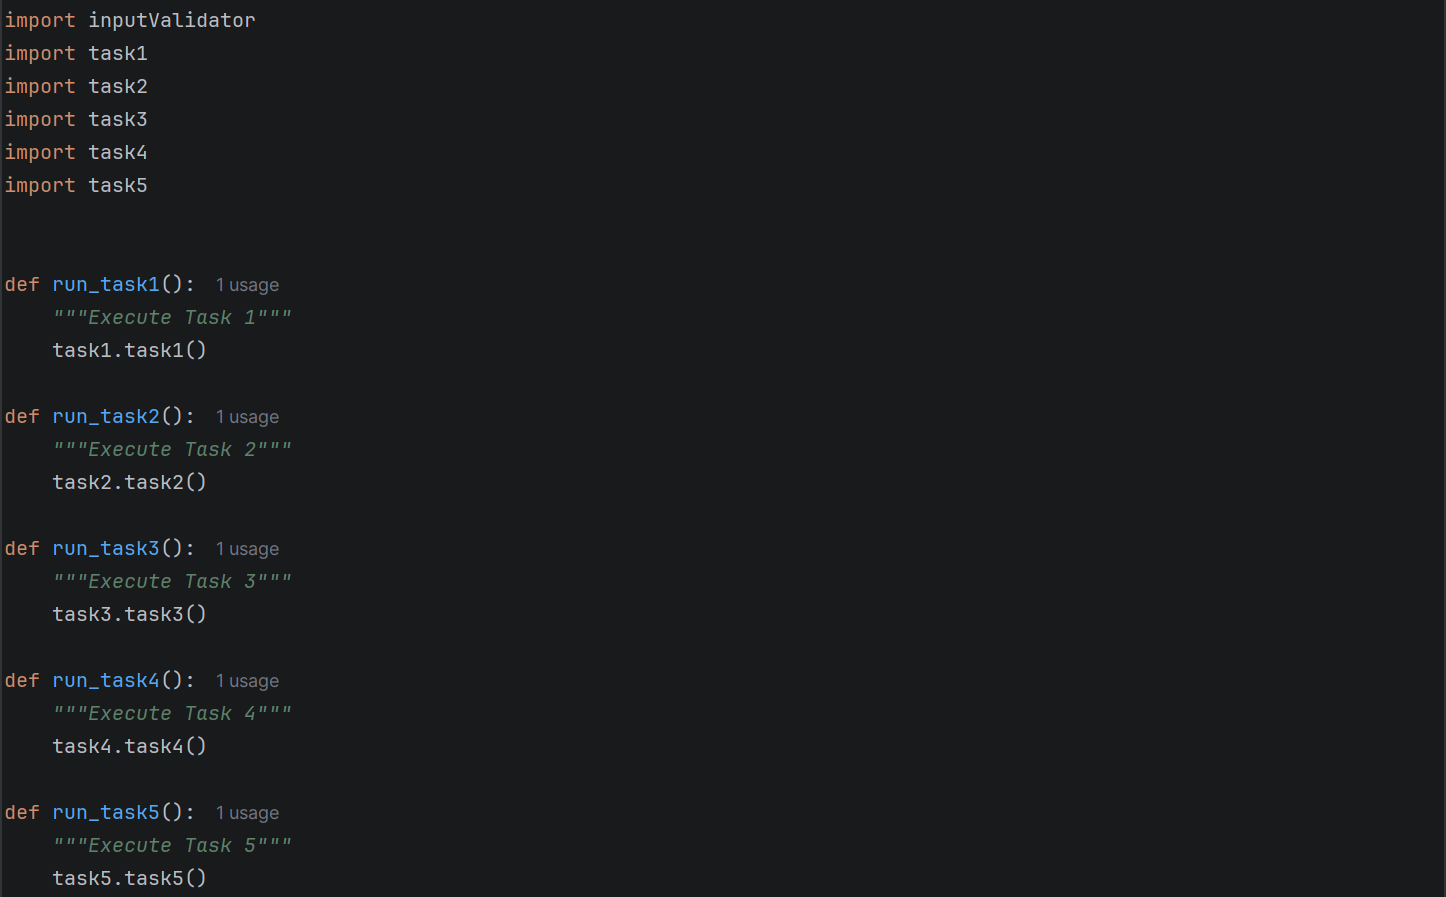 import inputValidator
import task1
import task2
import task3
import task4
import task5
def run_task1(): 1 usage
    """Execute Task 1"""
    task1.task1()
def run_task2(): 1 usage
    """Execute Task 2"""
    task2.task2()
def run_task3(): 1 usage
    """Execute Task 3"""
    task3.task3()
def run_task4(): 1 usage
    """Execute Task 4"""
    task4.task4()
def run_task5(): 1 usage
    """Execute Task 5"""
    task5.task5()